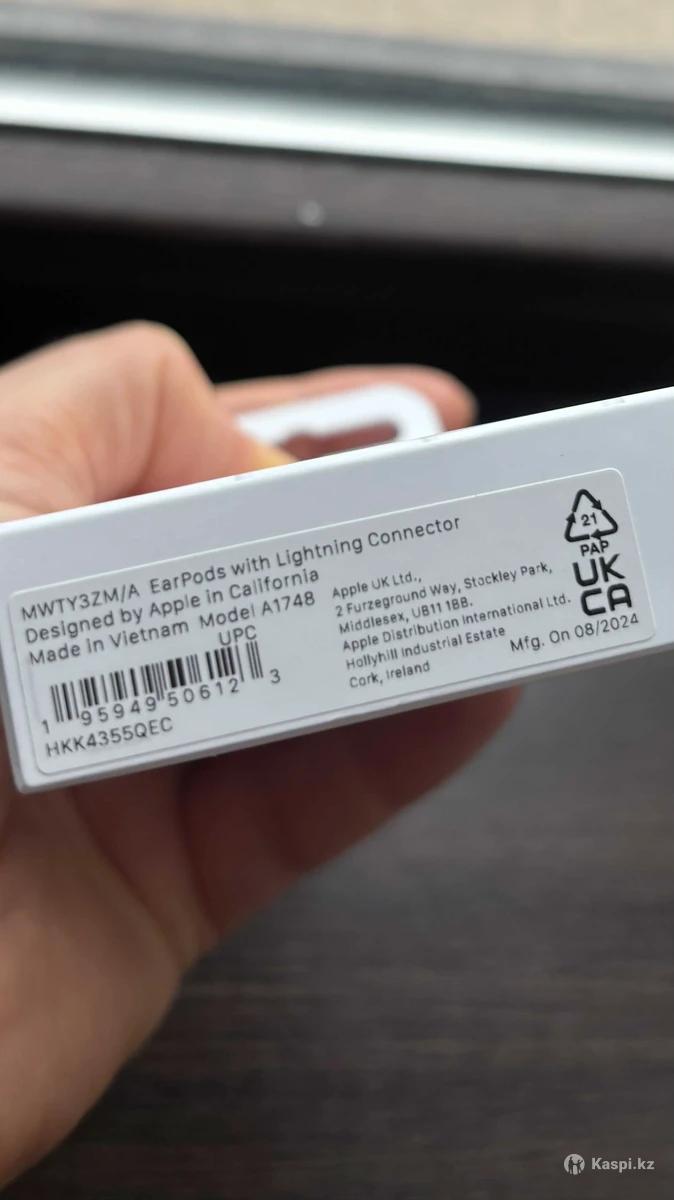 MWTY3ZM/A EarPods with Lightning Connector
Designed by Apple in California
Made in Vietnam Model A1748
UPC
1 95949 50612 3
HKK4355QEC
Apple UK Ltd.,
2 Furzeground Way, Stockley Park,
Middlesex, UB11 1BB.
Apple Distribution International Ltd.
Hollyhill Industrial Estate
Cork, Ireland
21
PAP
UK
CA
Mfg. On 08/2024
Kaspi.kz